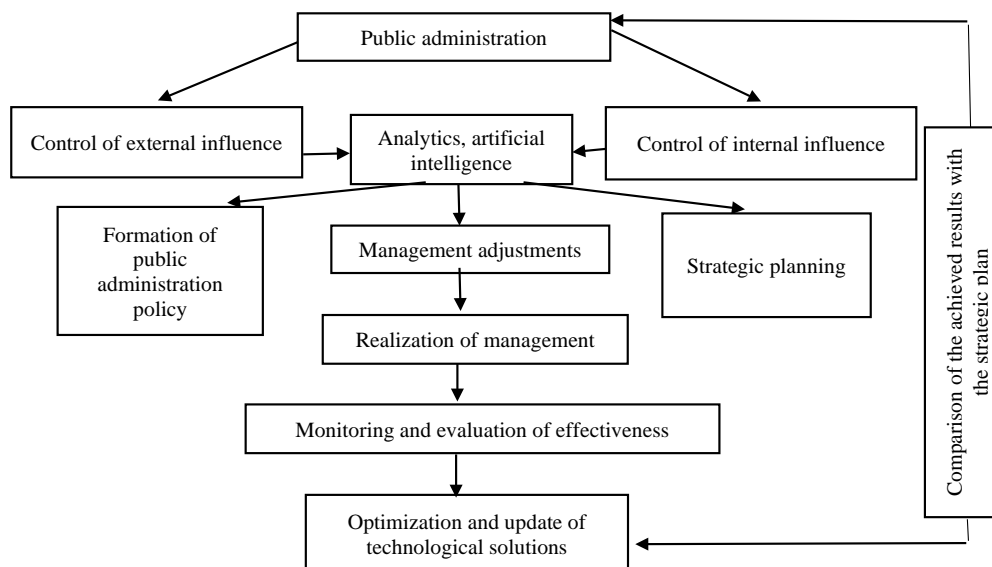 Public administration
Control of external influence
Analytics, artificial
intelligence
Control of internal influence
Formation of
public
administration
policy
Management adjustments
Strategic planning
Realization of management
Monitoring and evaluation of effectiveness
Optimization and update of
technological solutions
Comparison of the achieved results with
the strategic plan